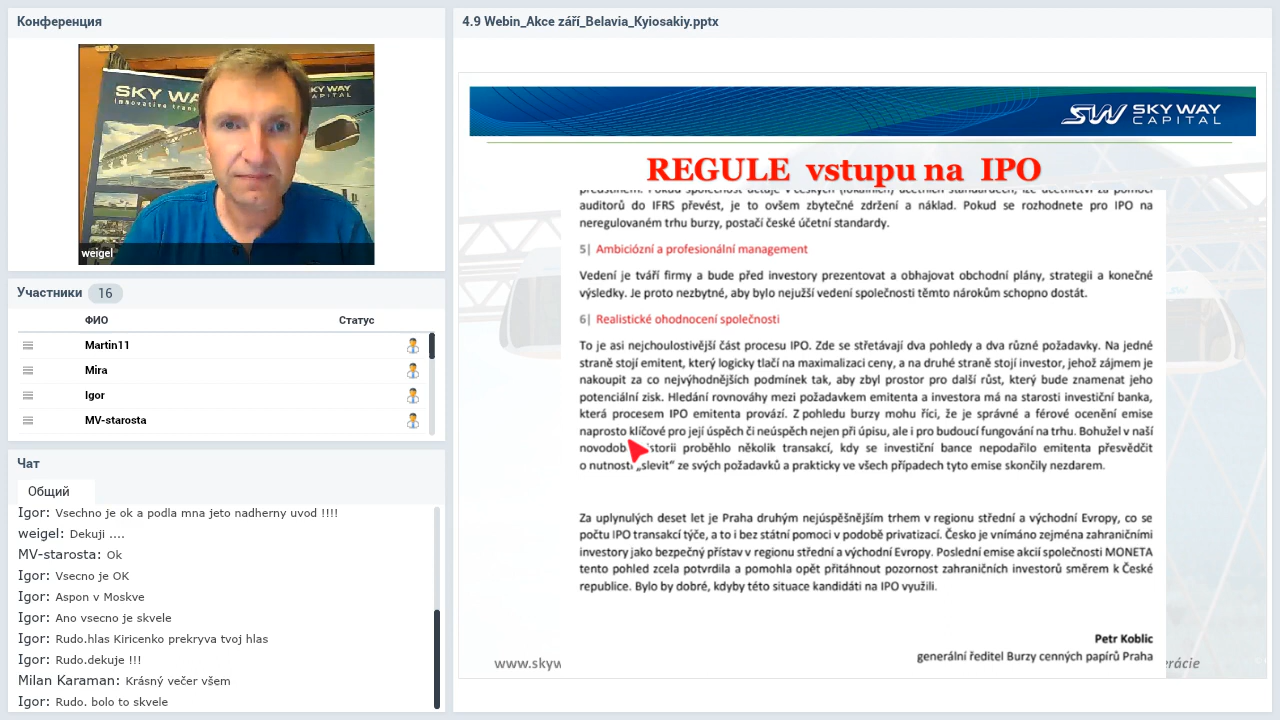 Конференция
SKY WAY
WAY
CAPITAL
weigel
Участники 16
ФИО Статус
Martin11
Mira
Igor
MV-starosta
Чат
Общий
Igor: Vsechno je ok a podla mna jeto nadherny uvod !!!!
weigel: Dekuji ....
MV-starosta: Ok
Igor: Vsecno je OK
Igor: Aspon v Moskve
Igor: Ano vsecno je skvele
Igor: Rudo.hlas Kiricenko prekryva tvoj hlas
Igor: Rudo.dekuje !!!
Milan Karaman: Krásný večer všem
Igor: Rudo. bolo to skvele
4.9 Webin_Akce září_Belavia_Kyiosakiy.pptx
SW SKY WAY
CAPITAL
REGULE vstupu na IPO
auditorů do IFRS převést, je to ovšem zbytečné zdržení a náklad. Pokud se rozhodnete pro IPO na
neregulovaném trhu burzy, postačí české účetní standardy.
5| Ambiciózní a profesionální management
Vedení je tváří firmy a bude před investory prezentovat a obhajovat obchodní plány, strategii a konečné
výsledky. Je proto nezbytné, aby bylo nejužší vedení společnosti těmto nárokům schopno dostát.
6| Realistické ohodnocení společnosti
To je asi nejchoulostivější část procesu IPO. Zde se střetávají dva pohledy a dva různé požadavky. Na jedné
straně stojí emitent, který logicky tlačí na maximalizaci ceny, a na druhé straně stojí investor, jehož zájmem je
nakoupit za co nejvýhodnějších podmínek tak, aby zbyl prostor pro další růst, který bude znamenat jeho
potenciální zisk. Hledání rovnováhy mezi požadavkem emitenta a investora má na starosti investiční banka,
která procesem IPO emitenta provází. Z pohledu burzy mohu říci, že je správné a férové ocenění emise
naprosto klíčové pro její úspěch či neúspěch nejen při úpisu, ale i pro budoucí fungování na trhu. Bohužel v naší
novodob storii proběhlo několik transakcí, kdy se investiční bance nepodařilo emitenta přesvědčit
o nutnosti „slevit“ ze svých požadavků a prakticky ve všech případech tyto emise skončily nezdarem.
Za uplynulých deset let je Praha druhým nejúspěšnějším trhem v regionu střední a východní Evropy, co se
počtu IPO transakcí týče, a to i bez státní pomoci v podobě privatizací. Česko je vnímáno zejména zahraničními
investory jako bezpečný přístav v regionu střední a východní Evropy. Poslední emise akcií společnosti MONETA
tento pohled zcela potvrdila a pomohla opět přitáhnout pozornost zahraničních investorů směrem k České
republice. Bylo by dobré, kdyby této situace kandidáti na IPO využili.
Petr Koblic
generální ředitel Burzy cenných papírů Praha
www.skyw
erácie